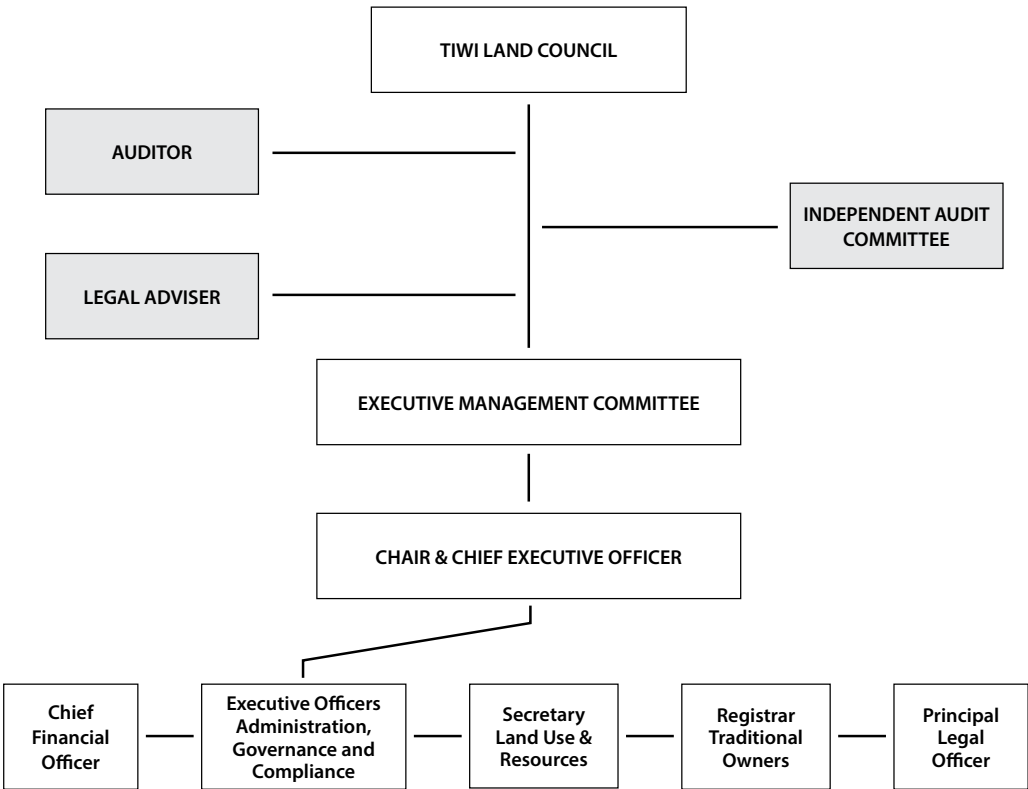 TIWI LAND COUNCIL
AUDITOR
INDEPENDENT AUDIT
COMMITTEE
LEGAL ADVISER
EXECUTIVE MANAGEMENT COMMITTEE
CHAIR & CHIEF EXECUTIVE OFFICER
Chief
Financial
Officer
Executive Officers
Administration,
Governance and
Compliance
Secretary
Land Use &
Resources
Registrar
Traditional
Owners
Principal
Legal
Officer